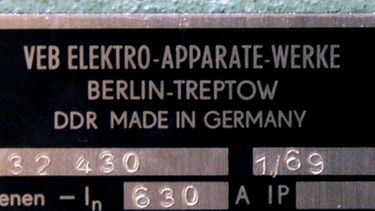 VEB ELEKTRO-APPARATE-WERKE
BERLIN-TREPTOW
DDR MADE IN GERMANY
32 430 1/69
enen – In 630 A IP